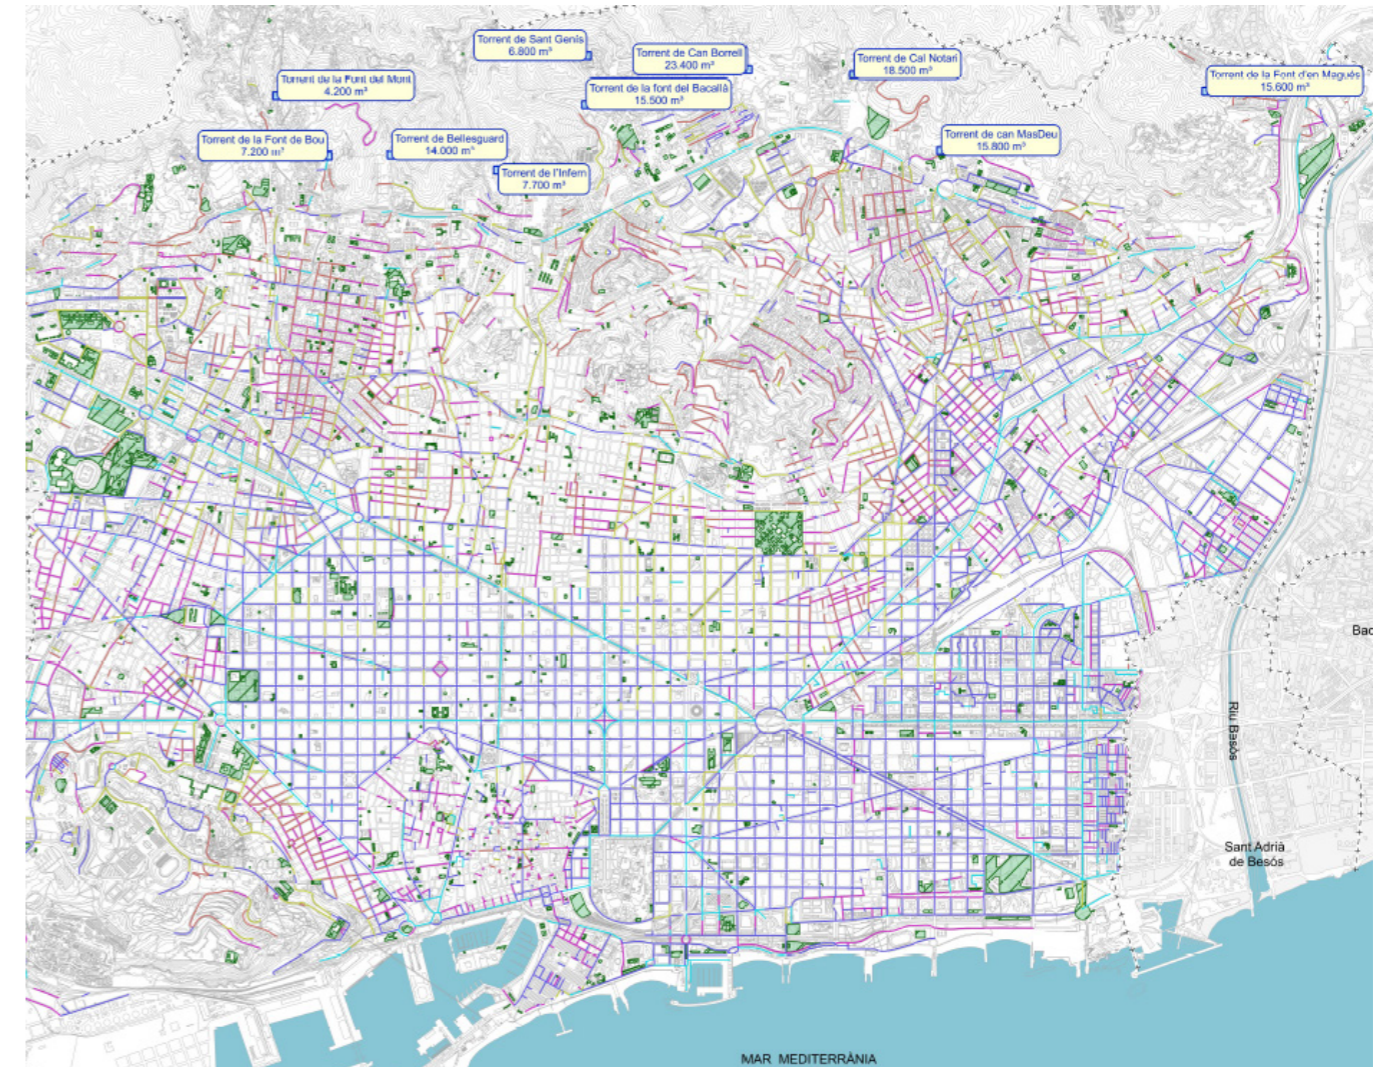 Torrent de Sant Genís
6.800 m³
Torrent de Can Borrell
23.400 m³
Torrent de Cal Notari
18.500 m³
Torrent de la Font del Mont
4.200 m³
Torrent de la font del Bacallà
15.500 m³
Torrent de la Font d'en Magués
15.600 m³
Torrent de la Font de Bou
7.200 m³
Torrent de Bellesguard
14.000 m³
Torrent de can MasDeu
15.800 m³
Torrent de l'Infern
7.700 m³
Bac
Riu Basòs
Sant Adrià
de Besós
MAR MEDITERRÀNIA